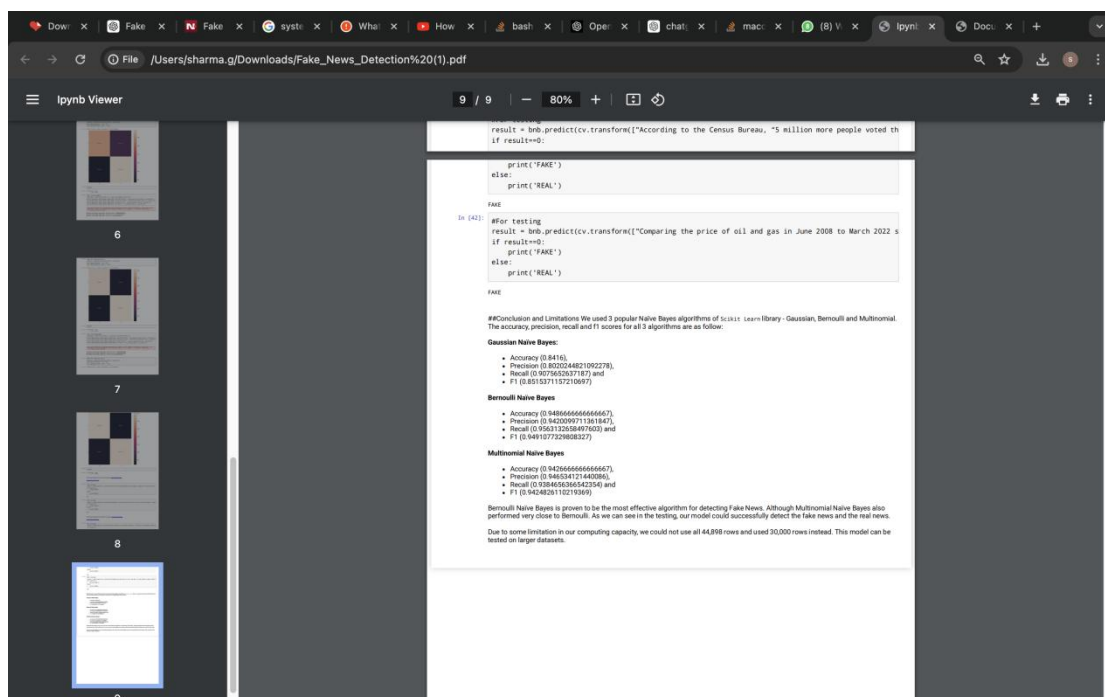 Dow
Fake
Fake
syste
What
How
bash
Open
chatg
macc
(8) W
Ipynb
Docu
File /Users/sharma.g/Downloads/Fake_News_Detection%20(1).pdf
Ipynb Viewer
9 / 9
80%
result = bnb.predict(cv.transform(["According to the Census Bureau, "5 million more people voted th
if result==0:
print('FAKE')
else:
print('REAL')
FAKE
In [42]:
#For testing
result = bnb.predict(cv.transform(["Comparing the price of oil and gas in June 2008 to March 2022 s
if result==0:
print('FAKE')
else:
print('REAL')
FAKE
##Conclusion and Limitations We used 3 popular Naïve Bayes algorithms of Scikit Learn library - Gaussian, Bernoulli and Multinomial.
The accuracy, precision, recall and f1 scores for all 3 algorithms are as follow:
Gaussian Naïve Bayes:
• Accuracy (0.8416),
• Precision (0.8020244821092278),
• Recall (0.9075652637187) and
• F1 (0.8515371157210697)
Bernoulli Naïve Bayes
• Accuracy (0.9486666666666667),
• Precision (0.9420099711361847),
• Recall (0.9563132658497603) and
• F1 (0.9491077329808327)
Multinomial Naïve Bayes
• Accuracy (0.9426666666666667),
• Precision (0.946534121440086),
• Recall (0.9384656366542354) and
• F1 (0.9424826110219369)
Bernoulli Naïve Bayes is proven to be the most effective algorithm for detecting Fake News. Although Multinomial Naïve Bayes also
performed very close to Bernoulli. As we can see in the testing, our model could successfully detect the fake news and the real news.
Due to some limitation in our computing capacity, we could not use all 44,898 rows and used 30,000 rows instead. This model can be
tested on larger datasets.
6
7
8